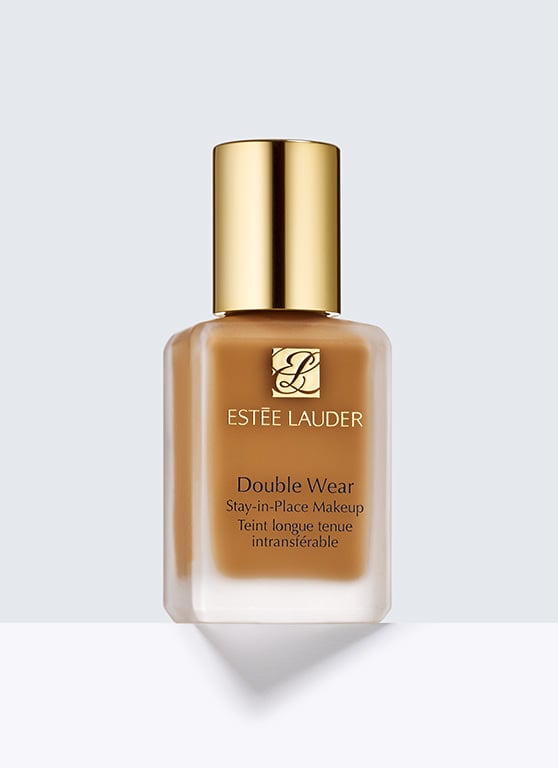 ESTĒE LAUDER
Double Wear
Stay-in-Place Makeup
Teint longue tenue
intransférable